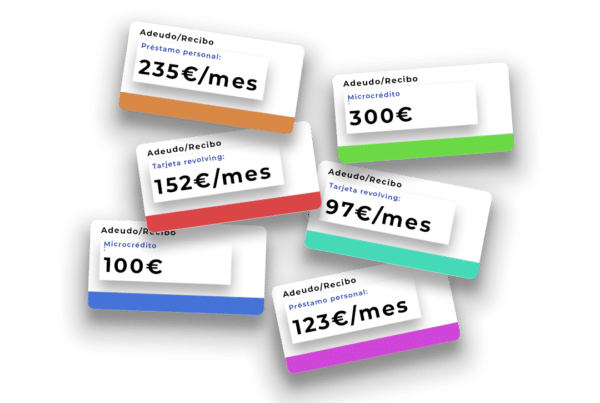 Adeudo/Recibo
Préstamo personal:
235€/mes
Adeudo/Recibo
Microcrédito
:
300€
Adeudo/Recibo
Tarjeta revolving:
152€/mes
Adeudo/Recibo
Tarjeta revolving:
97€/mes
Adeudo/Recibo
Microcrédito
:
100€
Adeudo/Recibo
Préstamo personal:
123€/mes